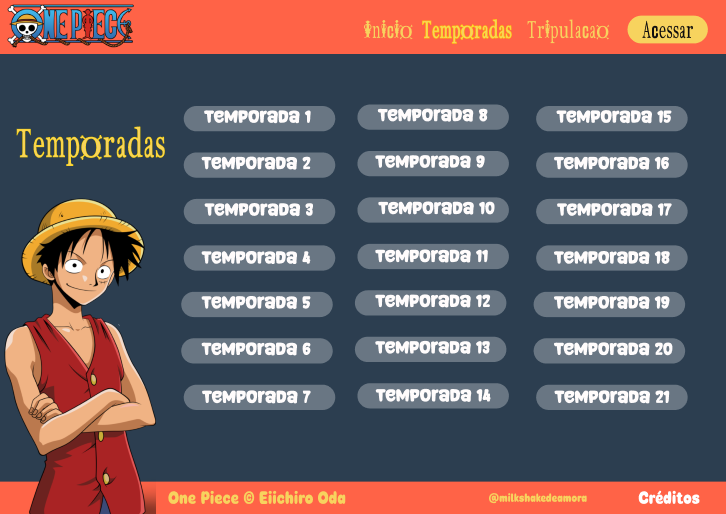 ONE PIECE
Inicio Temporadas Tripulacao Acessar
Temporadas
Temporada 1
Temporada 2
Temporada 3
Temporada 4
Temporada 5
Temporada 6
Temporada 7
Temporada 8
Temporada 9
Temporada 10
Temporada 11
Temporada 12
Temporada 13
Temporada 14
Temporada 15
Temporada 16
Temporada 17
Temporada 18
Temporada 19
Temporada 20
Temporada 21
One Piece © Eiichiro Oda
@milkshakedeamora
Créditos